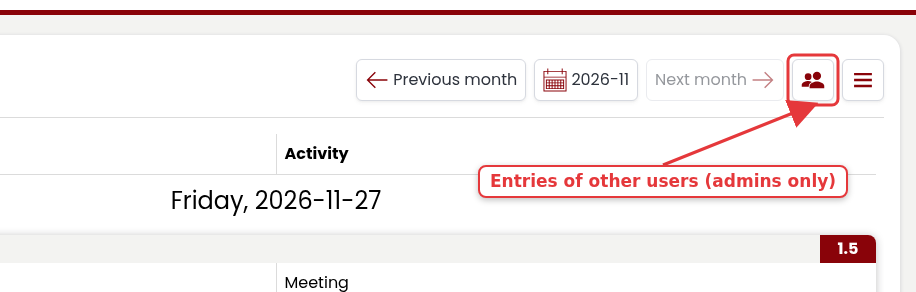 Previous month 2026-11 Next month
Activity
Entries of other users (admins only)
Friday, 2026-11-27
1.5
Meeting